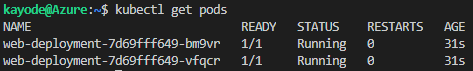 kayode@Azure:~$ kubectl get pods
NAME READY STATUS RESTARTS AGE
web-deployment-7d69fff649-bm9vr 1/1 Running 0 31s
web-deployment-7d69fff649-vfqcr 1/1 Running 0 31s